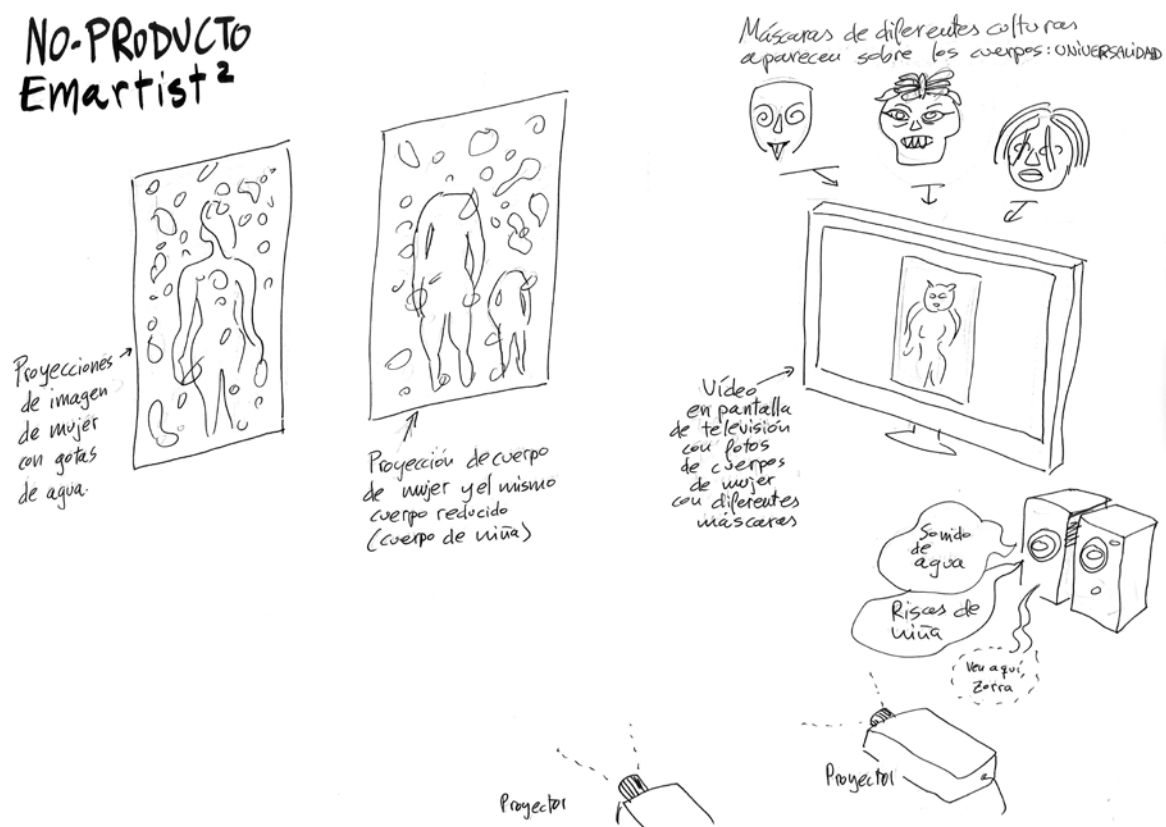 NO-PRODUCTO
Emartist²
Máscaras de diferentes culturas
aparecen sobre los cuerpos: UNIVERSALIDAD
Proyecciones
de imagen
de mujer
con gotas
de agua.
Proyección de cuerpo
de mujer y el mismo
cuerpo reducido
(cuerpo de niña)
Vídeo
en pantalla
de televisión
con fotos
de cuerpos
de mujer
con diferentes
máscaras
Sonido
de
agua
Risas de
niña
Ven aquí,
Zorra
Proyector
Proyector